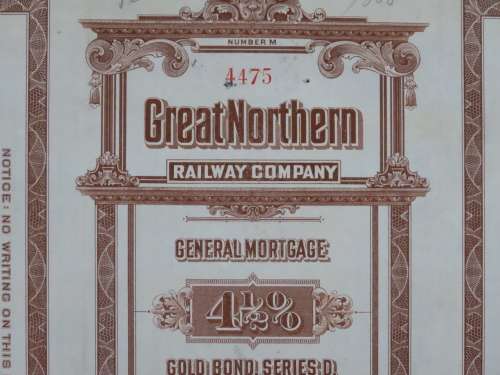 NUMBER M
4475
Great Northern
RAILWAY COMPANY
GENERAL MORTGAGE
4½%
GOLD BOND, SERIES D.
NOTICE: NO WRITING ON THIS